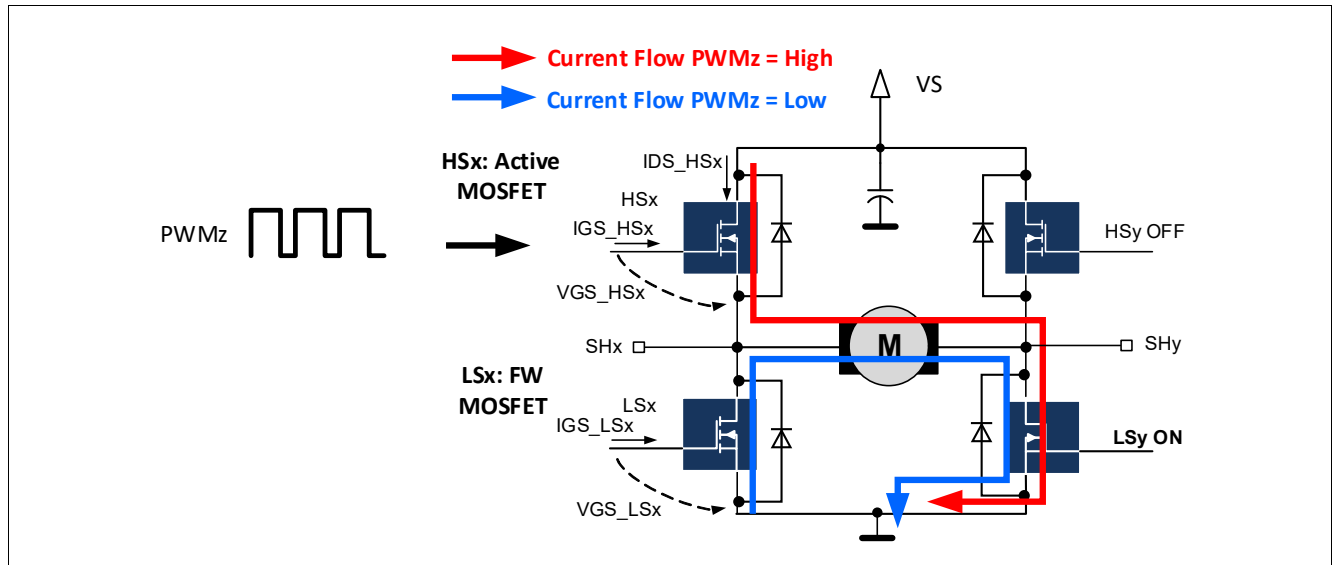 Current Flow PWMz = High
Current Flow PWMz = Low
VS
HSx: Active
MOSFET
IDS_HSx
HSx
PWMz
IGS_HSx
HSy OFF
VGS_HSx
SHx
M
SHy
LSx: FW
MOSFET
LSx
IGS_LSx
LSy ON
VGS_LSx